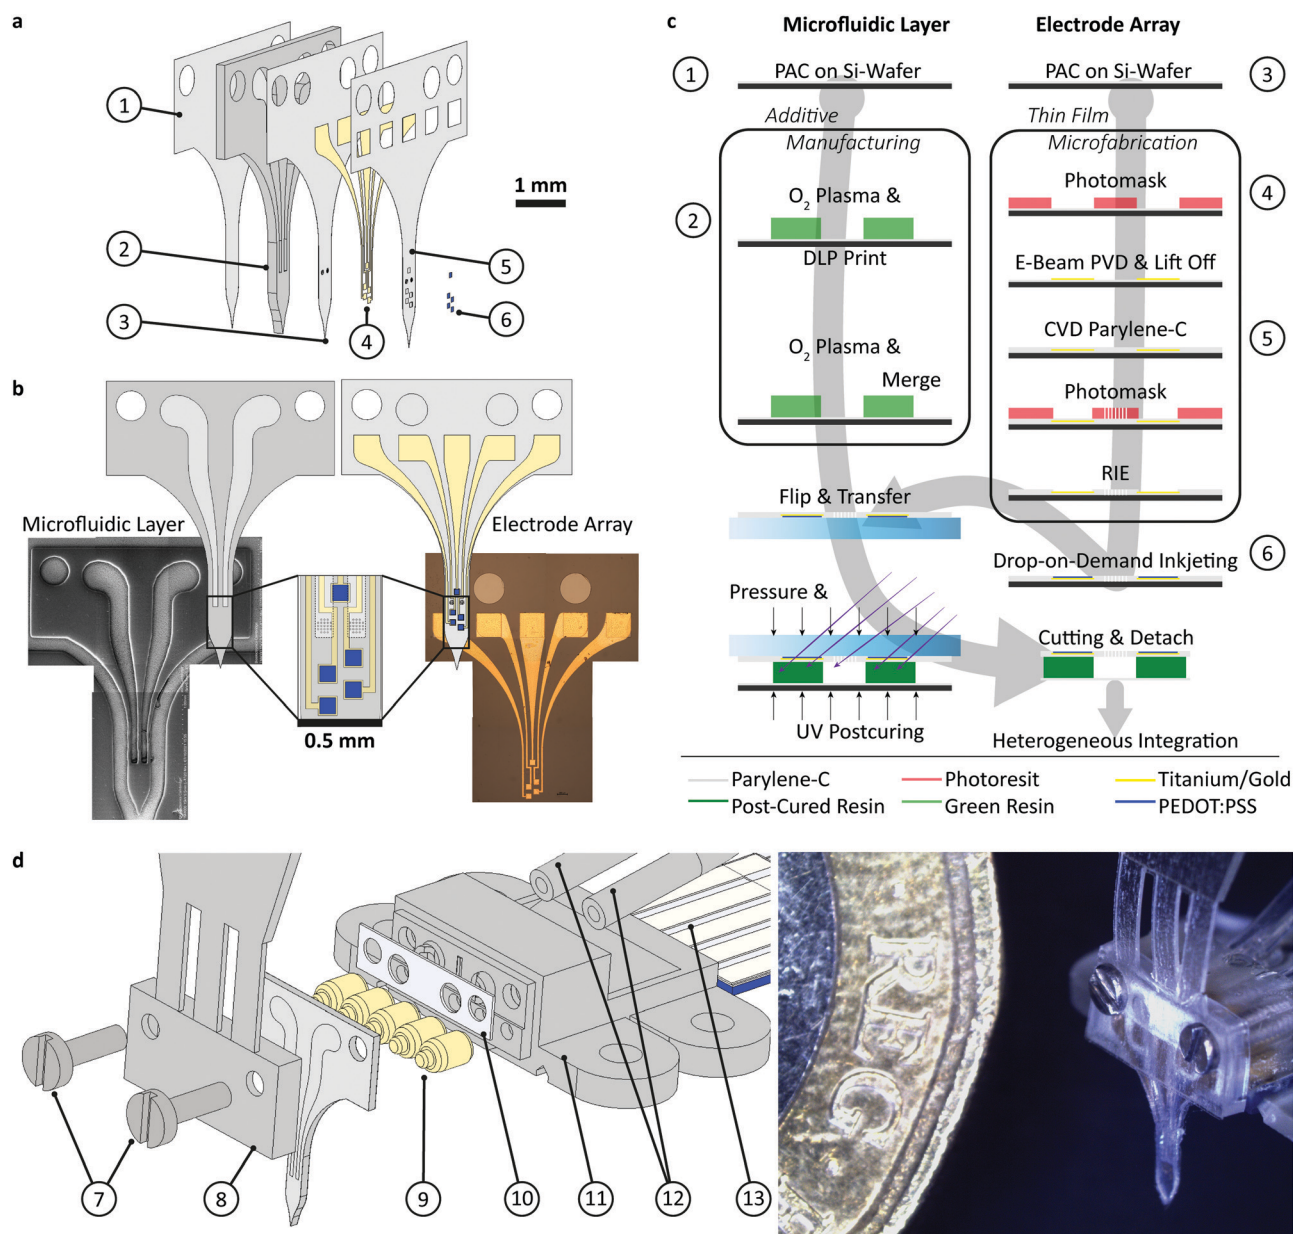 a
1
2
3
4
5
6
1 mm
b
Microfluidic Layer
Electrode Array
0.5 mm
c
Microfluidic Layer
Electrode Array
1
PAC on Si-Wafer
PAC on Si-Wafer
3
Additive
Manufacturing
Thin Film
Microfabrication
2
O2 Plasma &
DLP Print
O2 Plasma &
Merge
Photomask
4
E-Beam PVD & Lift Off
CVD Parylene-C
5
Photomask
RIE
Flip & Transfer
6
Drop-on-Demand Inkjeting
Pressure &
UV Postcuring
Cutting & Detach
Heterogeneous Integration
Parylene-C
Photoresit
Titanium/Gold
Post-Cured Resin
Green Resin
PEDOT:PSS
d
7
8
9
10
11
12
13